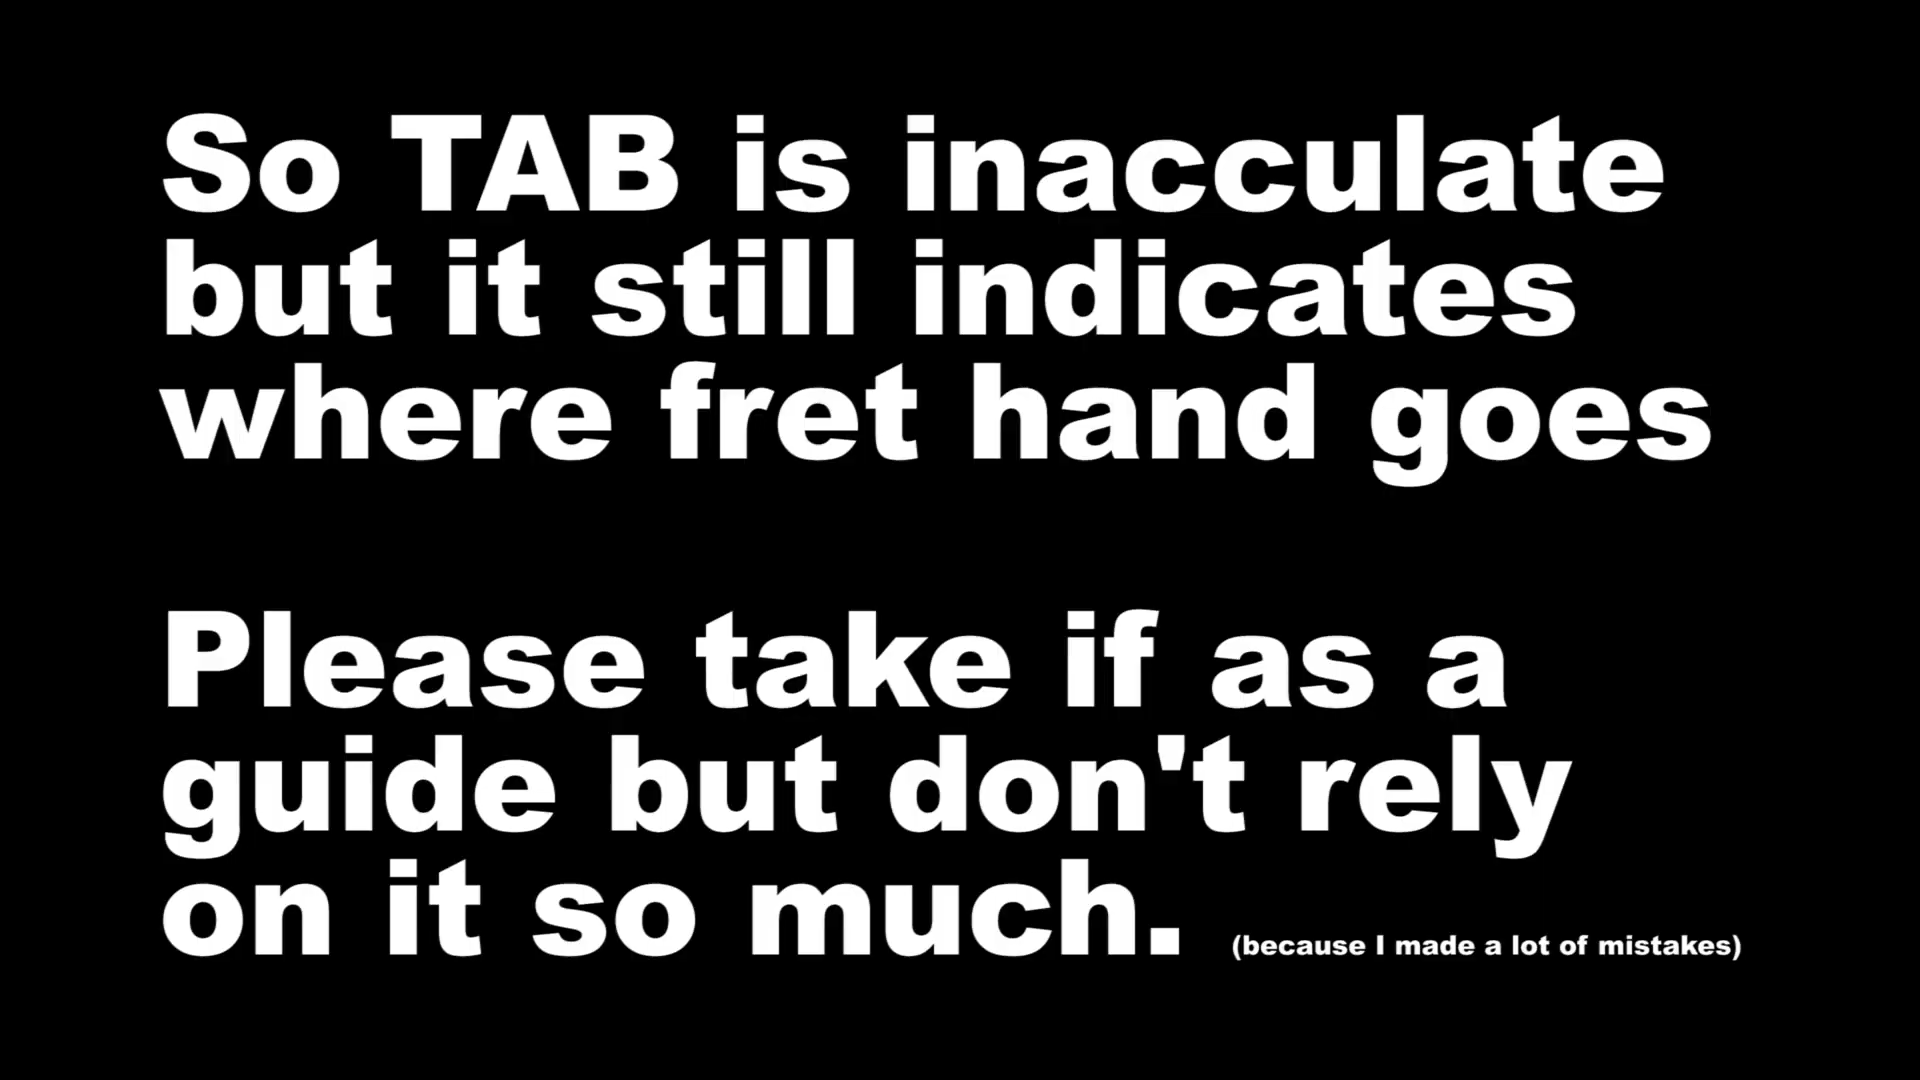 So TAB is inacculate
but it still indicates
where fret hand goes
Please take if as a
guide but don't rely
on it so much. (because I made a lot of mistakes)